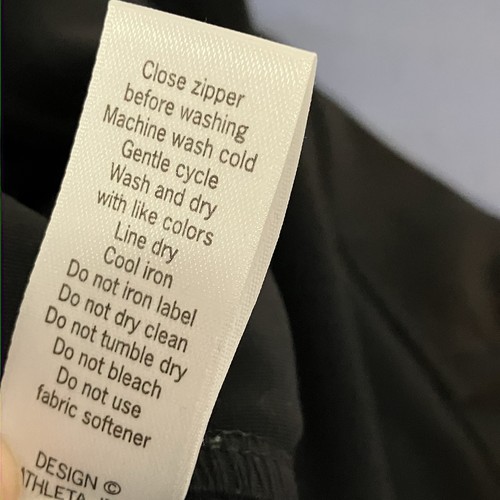 Close zipper
before washing
Machine wash cold
Gentle cycle
Wash and dry
with like colors
Line dry
Cool iron
Do not iron label
Do not dry clean
Do not tumble dry
Do not bleach
Do not use
fabric softener
DESIGN ©
ATHLETA